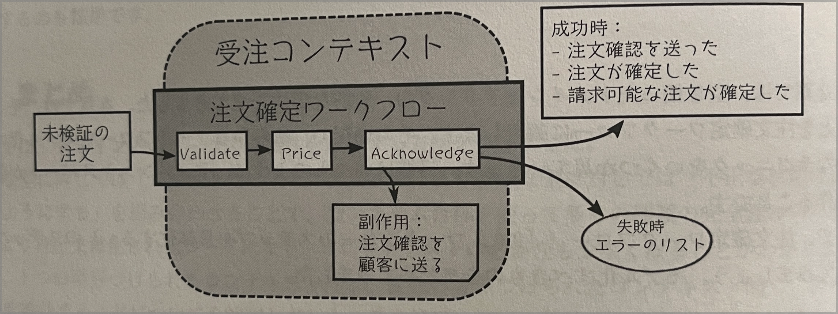 受注コンテキスト
注文確定ワークフロー
未検証の
注文
Validate
Price
Acknowledge
副作用：
注文確認を
顧客に送る
成功時：
- 注文確認を送った
- 注文が確定した
- 請求可能な注文が確定した
失敗時
エラーのリスト